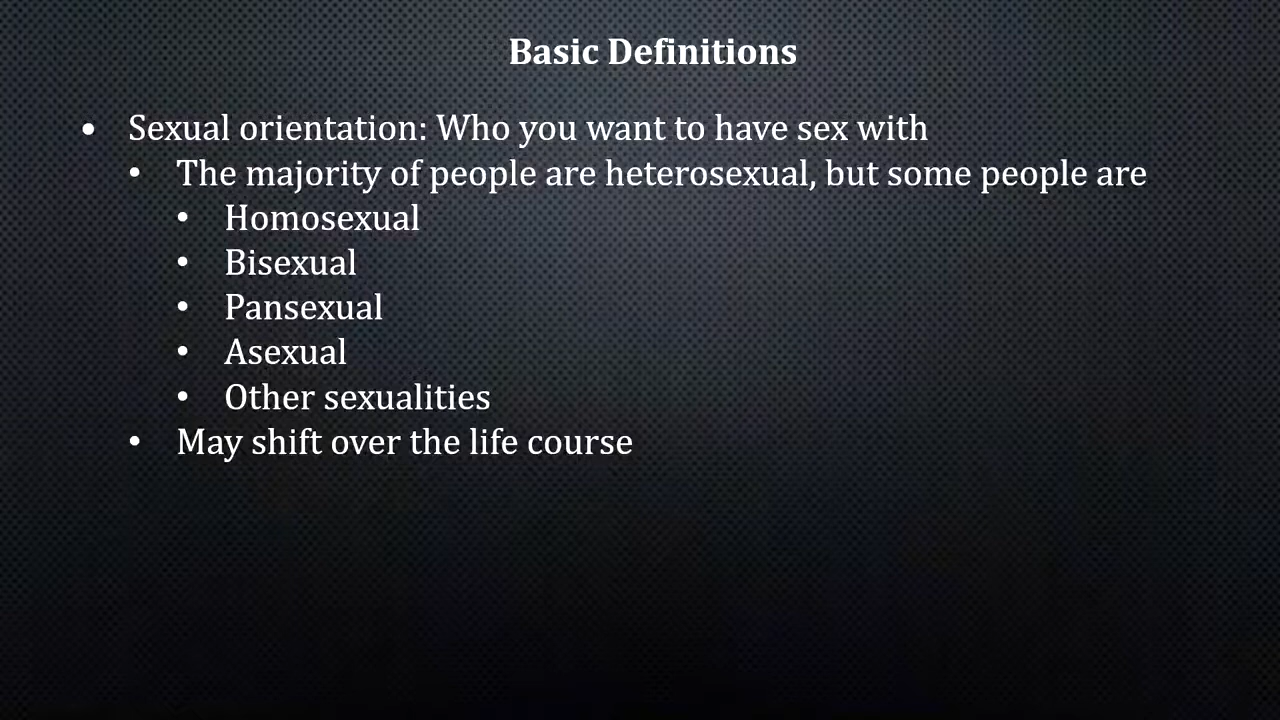 Basic Definitions
• Sexual orientation: Who you want to have sex with
• The majority of people are heterosexual, but some people are
• Homosexual
• Bisexual
• Pansexual
• Asexual
• Other sexualities
• May shift over the life course